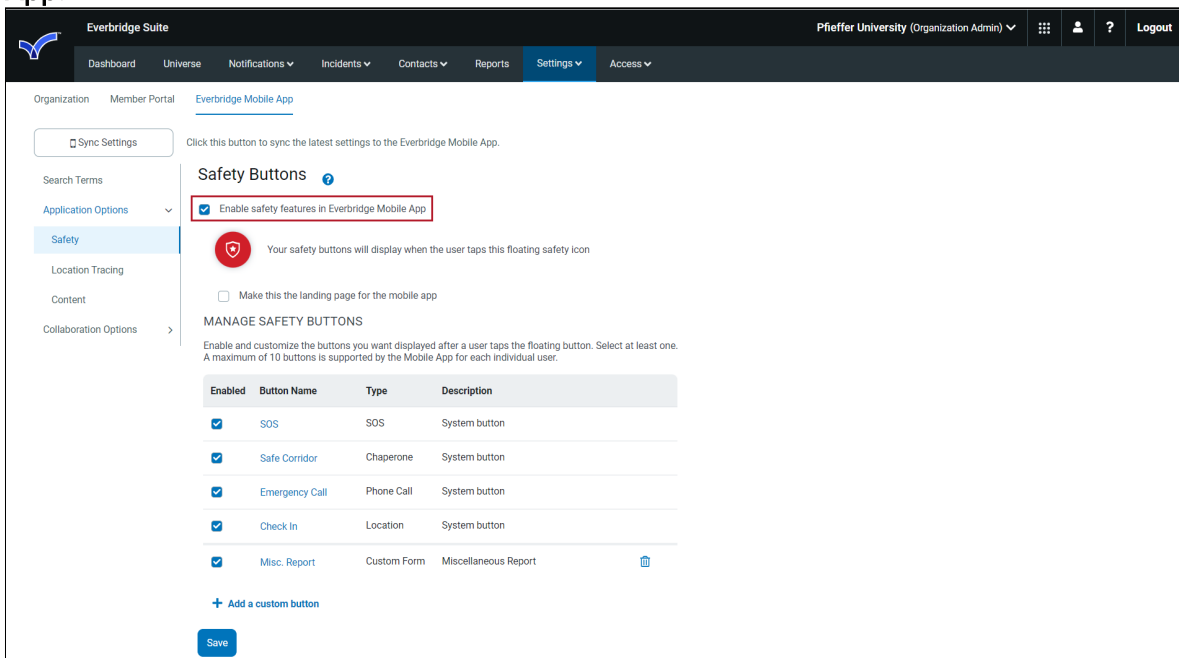 Everbridge Suite
Pfieffer University (Organization Admin)
?
Logout
Dashboard Universe Notifications Incidents Contacts Reports Settings Access
Organization Member Portal Everbridge Mobile App
Sync Settings
Click this button to sync the latest settings to the Everbridge Mobile App.
Search Terms
Application Options
Safety
Location Tracing
Content
Collaboration Options
Safety Buttons ?
Enable safety features in Everbridge Mobile App
Your safety buttons will display when the user taps this floating safety icon
Make this the landing page for the mobile app
MANAGE SAFETY BUTTONS
Enable and customize the buttons you want displayed after a user taps the floating button. Select at least one.
A maximum of 10 buttons is supported by the Mobile App for each individual user.
Enabled Button Name Type Description
SOS SOS System button
Safe Corridor Chaperone System button
Emergency Call Phone Call System button
Check In Location System button
Misc. Report Custom Form Miscellaneous Report
+ Add a custom button
Save